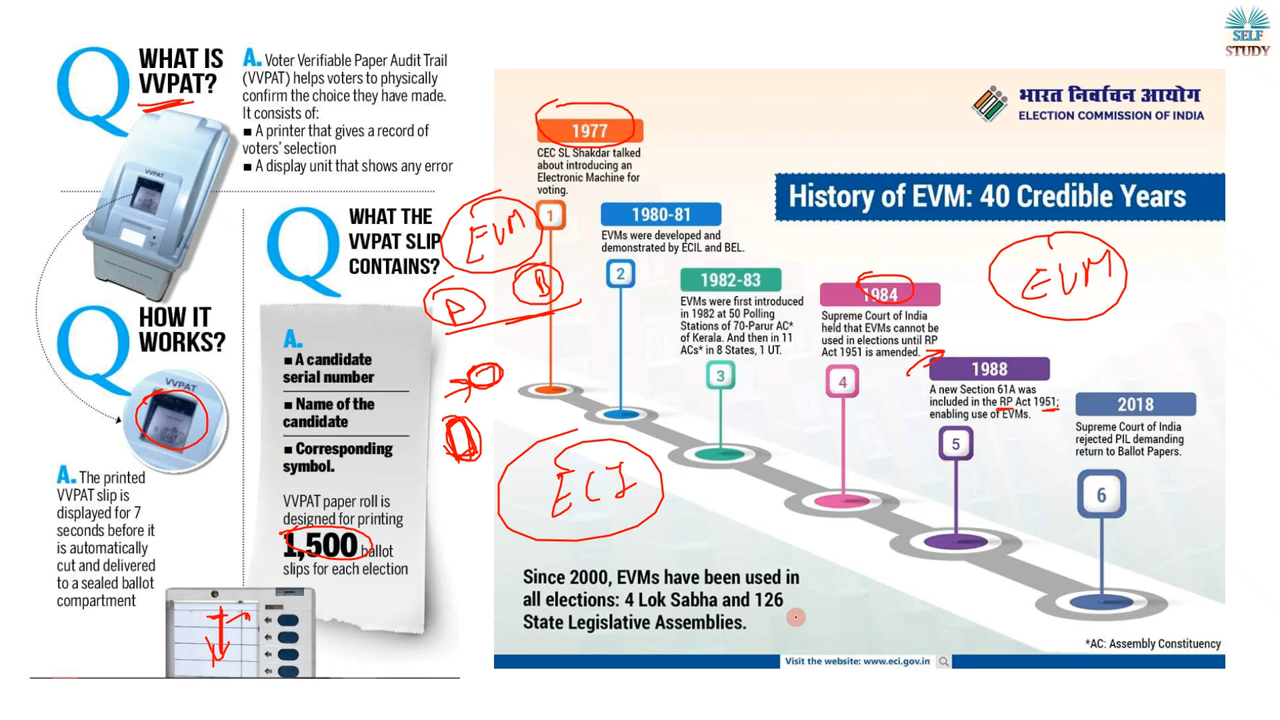 SELF
STUDY
Q
WHAT IS
VVPAT?
A. Voter Verifiable Paper Audit Trail
(VVPAT) helps voters to physically
confirm the choice they have made.
It consists of:
■ A printer that gives a record of
voters' selection
■ A display unit that shows any error
VVPAT
Q
HOW IT
WORKS?
VVPAT
A. The printed
VVPAT slip is
displayed for 7
seconds before it
is automatically
cut and delivered
to a sealed ballot
compartment
Q
WHAT THE
VVPAT SLIP
CONTAINS?
A.
■ A candidate
serial number
■ Name of the
candidate
■ Corresponding
symbol.
VVPAT paper roll is
designed for printing
1,500 ballot
slips for each election
EVM
A
B
ECI
EVM
भारत निर्वाचन आयोग
ELECTION COMMISSION OF INDIA
History of EVM: 40 Credible Years
1977
CEC SL Shakdar talked
about introducing an
Electronic Machine for
voting.
1
1980-81
EVMs were developed and
demonstrated by ECIL and BEL.
2
1982-83
EVMs were first introduced
in 1982 at 50 Polling
Stations of 70-Parur AC*
of Kerala. And then in 11
ACs* in 8 States, 1 UT.
3
1984
Supreme Court of India
held that EVMs cannot be
used in elections until RP
Act 1951 is amended.
4
1988
A new Section 61A was
included in the RP Act 1951;
enabling use of EVMs.
5
2018
Supreme Court of India
rejected PIL demanding
return to Ballot Papers.
6
Since 2000, EVMs have been used in
all elections: 4 Lok Sabha and 126
State Legislative Assemblies.
*AC: Assembly Constituency
Visit the website: www.eci.gov.in